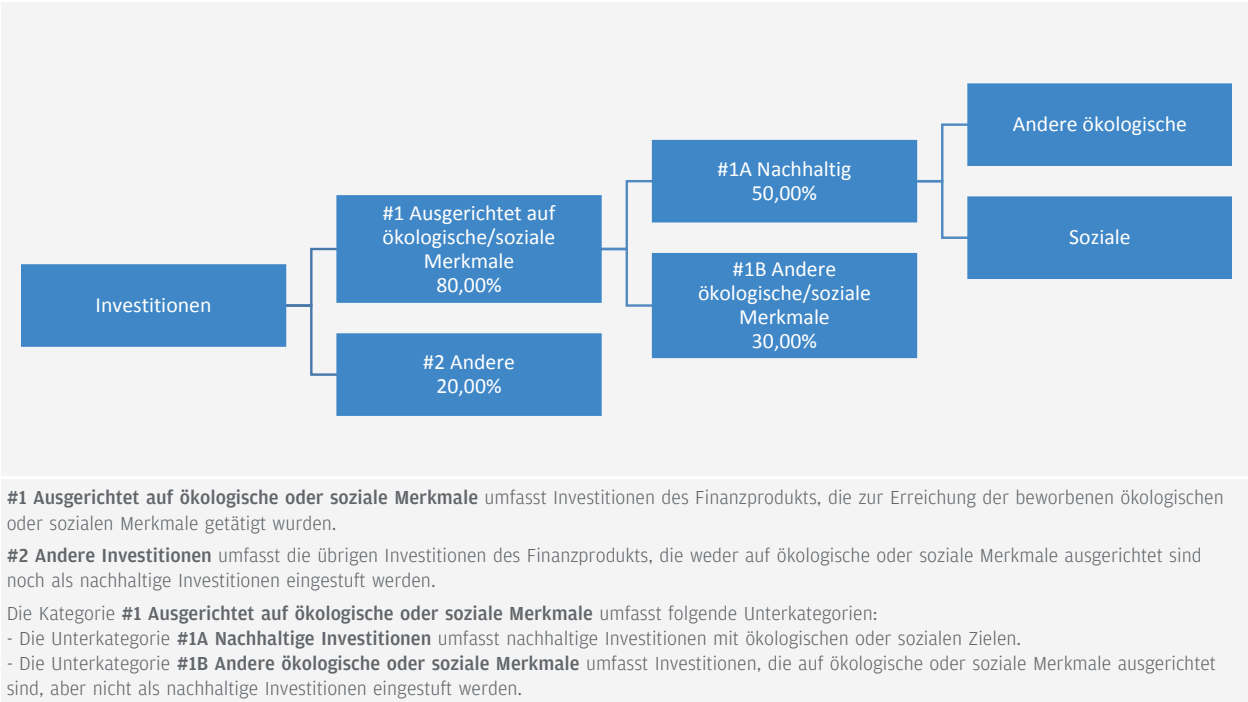 Investitionen
#1 Ausgerichtet auf
ökologische/soziale
Merkmale
80,00%
#2 Andere
20,00%
#1A Nachhaltig
50,00%
#1B Andere
ökologische/soziale
Merkmale
30,00%
Andere ökologische
Soziale
#1 Ausgerichtet auf ökologische oder soziale Merkmale umfasst Investitionen des Finanzprodukts, die zur Erreichung der beworbenen ökologischen
oder sozialen Merkmale getätigt wurden.
#2 Andere Investitionen umfasst die übrigen Investitionen des Finanzprodukts, die weder auf ökologische oder soziale Merkmale ausgerichtet sind
noch als nachhaltige Investitionen eingestuft werden.
Die Kategorie #1 Ausgerichtet auf ökologische oder soziale Merkmale umfasst folgende Unterkategorien:
- Die Unterkategorie #1A Nachhaltige Investitionen umfasst nachhaltige Investitionen mit ökologischen oder sozialen Zielen.
- Die Unterkategorie #1B Andere ökologische oder soziale Merkmale umfasst Investitionen, die auf ökologische oder soziale Merkmale ausgerichtet
sind, aber nicht als nachhaltige Investitionen eingestuft werden.